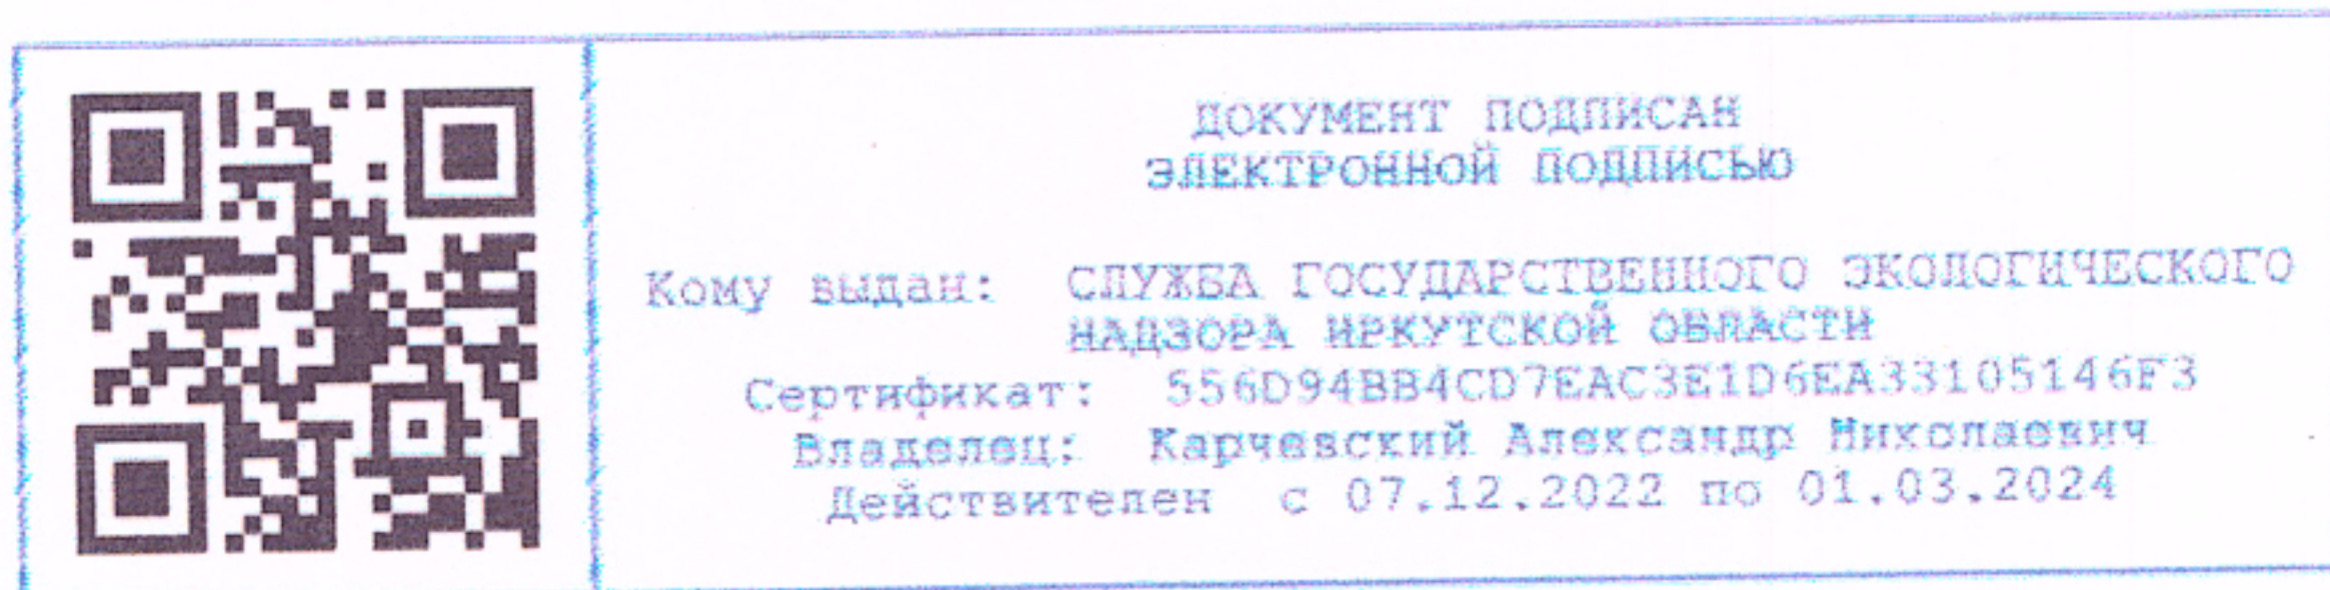 ДОКУМЕНТ ПОДПИСАН
ЭЛЕКТРОННОЙ ПОДПИСЬЮ
Кому выдан: СЛУЖБА ГОСУДАРСТВЕННОГО ЭКОЛОГИЧЕСКОГО
НАДЗОРА ИРКУТСКОЙ ОБЛАСТИ
Сертификат: 556D94BB4CD7EAC3E1D6EA33105146F3
Владелец: Карчевский Александр Николаевич
Действителен с 07.12.2022 по 01.03.2024